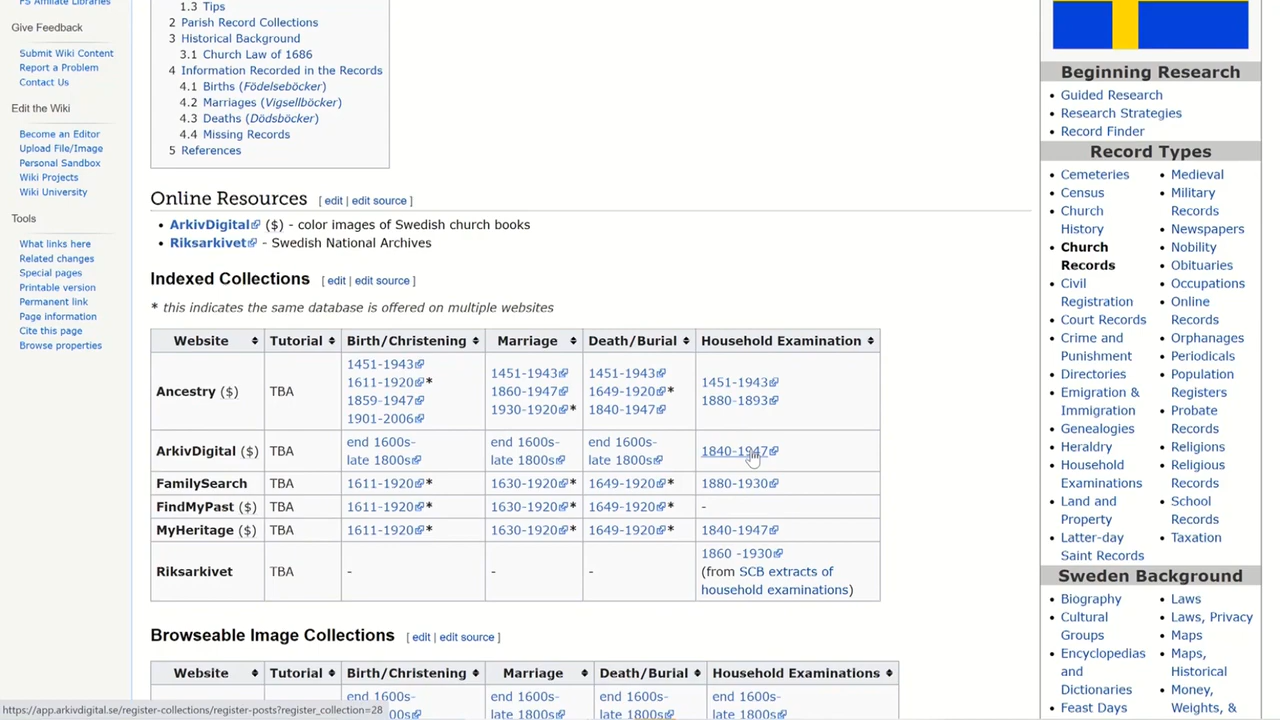 FS Affiliate Libraries
Give Feedback
Submit Wiki Content
Report a Problem
Contact Us
Edit the Wiki
Become an Editor
Upload File/Image
Personal Sandbox
Wiki Projects
Wiki University
Tools
What links here
Related changes
Special pages
Printable version
Permanent link
Page information
Cite this page
Browse properties
1.3 Tips
2 Parish Record Collections
3 Historical Background
3.1 Church Law of 1686
4 Information Recorded in the Records
4.1 Births (Födelseböcker)
4.2 Marriages (Vigsellböcker)
4.3 Deaths (Dödsböcker)
4.4 Missing Records
5 References
Online Resources [ edit | edit source ]
• ArkivDigital ($) - color images of Swedish church books
• Riksarkivet - Swedish National Archives
Indexed Collections [ edit | edit source ]
* this indicates the same database is offered on multiple websites
Website Tutorial Birth/Christening Marriage Death/Burial Household Examination
Ancestry ($) TBA
1451-1943
1611-1920*
1859-1947
1901-2006
1451-1943
1860-1947
1930-1920*
1451-1943
1649-1920*
1840-1947
1451-1943
1880-1893
ArkivDigital ($) TBA
end 1600s-
late 1800s
end 1600s-
late 1800s
end 1600s-
late 1800s
1840-1947
FamilySearch TBA 1611-1920* 1630-1920* 1649-1920* 1880-1930
FindMyPast ($) TBA 1611-1920* 1630-1920* 1649-1920* -
MyHeritage ($) TBA 1611-1920* 1630-1920* 1649-1920* 1840-1947
Riksarkivet TBA - - -
1860 -1930
(from SCB extracts of
household examinations)
Browseable Image Collections [ edit | edit source ]
Website Tutorial Birth/Christening Marriage Death/Burial Household Examinations
end 1600s- end 1600s- end 1600s- end 1600s-
late 1800s late 1800s late 1800s late 1800s
https://app.arkivdigital.se/register-collections/register-posts?register_collection=28
Beginning Research
• Guided Research
• Research Strategies
• Record Finder
Record Types
• Cemeteries
• Census
• Church
History
• Church
Records
• Civil
Registration
• Court Records
• Crime and
Punishment
• Directories
• Emigration &
Immigration
• Genealogies
• Heraldry
• Household
Examinations
• Land and
Property
• Latter-day
Saint Records
• Medieval
• Military
Records
• Newspapers
• Nobility
• Obituaries
• Occupations
• Online
Records
• Orphanages
• Periodicals
• Population
Registers
• Probate
Records
• Religions
• Religious
Records
• School
Records
• Taxation
Sweden Background
• Biography
• Cultural
Groups
• Encyclopedias
and
Dictionaries
• Feast Days
• Laws
• Laws, Privacy
• Maps
• Maps,
Historical
• Money,
Weights, &